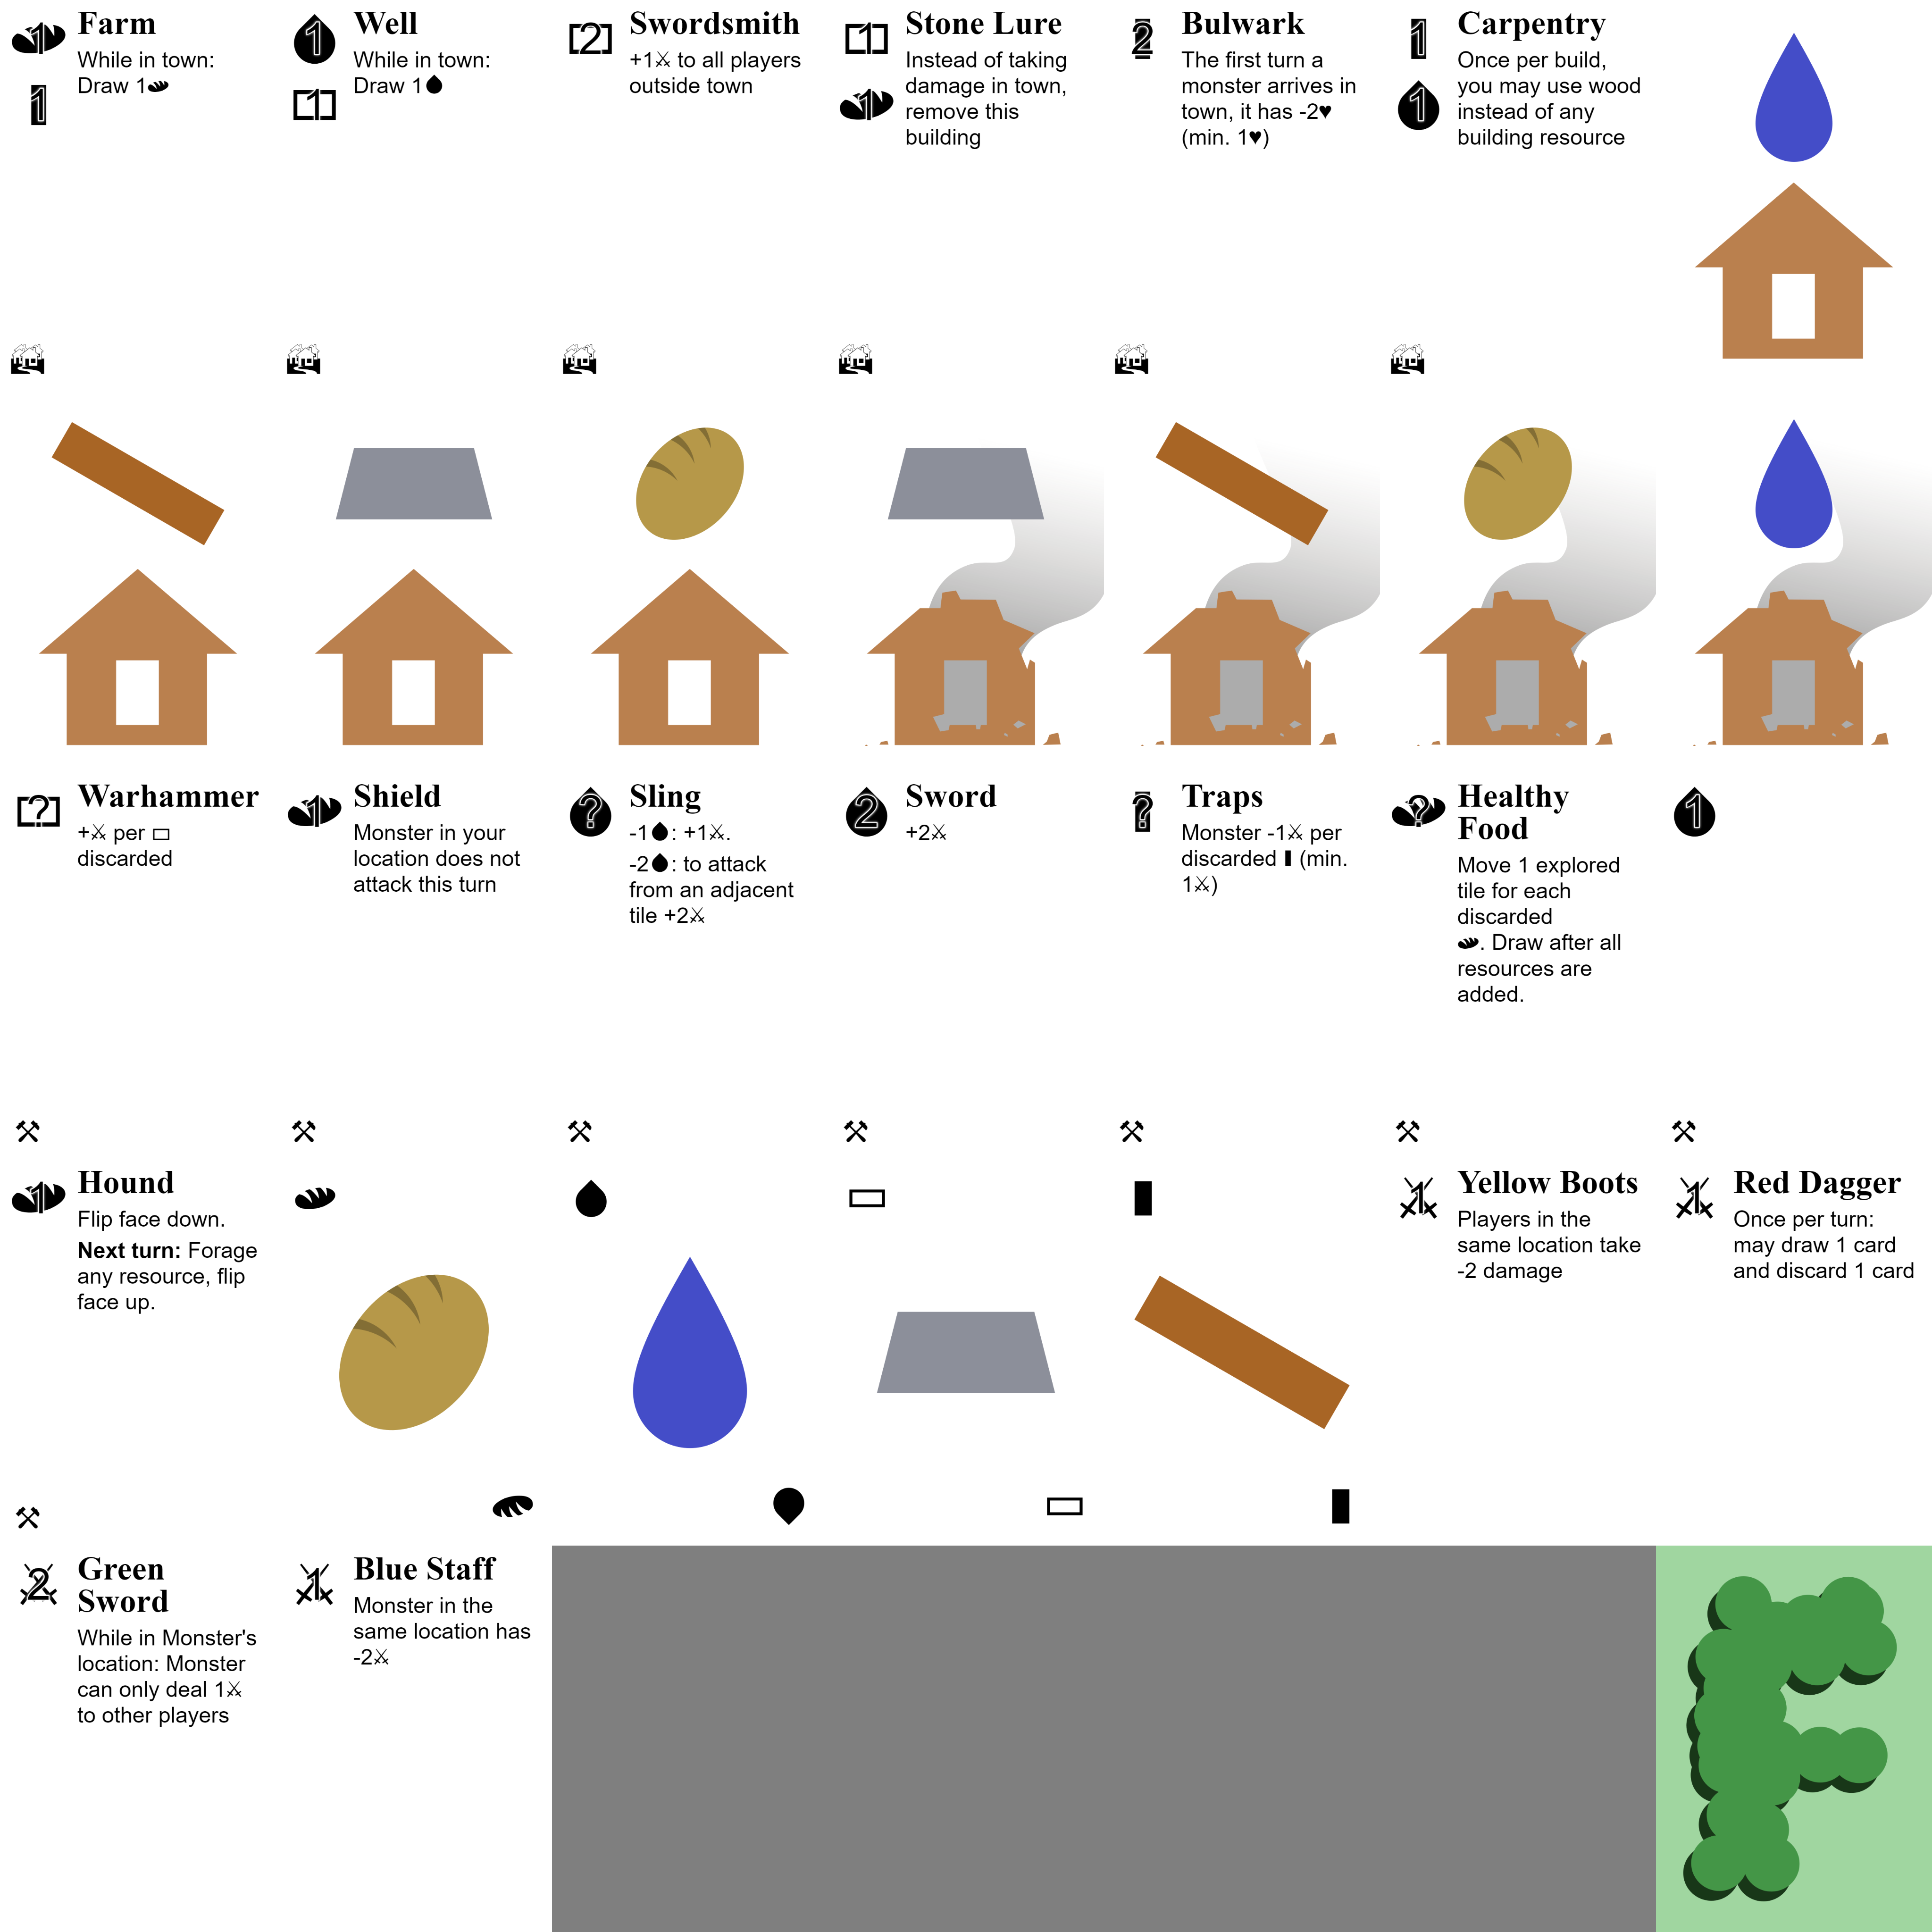 1
1
Farm
While in town:
Draw 1
1
1
Well
While in town:
Draw 1
2
Swordsmith
+1⚔ to all players
outside town
1
1
Stone Lure
Instead of taking
damage in town,
remove this
building
2
Bulwark
The first turn a
monster arrives in
town, it has -2♥
(min. 1♥)
1
1
Carpentry
Once per build,
you may use wood
instead of any
building resource
?
Warhammer
+⚔ per ▭
discarded
1
Shield
Monster in your
location does not
attack this turn
?
Sling
-1: +1⚔.
-2: to attack
from an adjacent
tile +2⚔
2
Sword
+2⚔
?
Traps
Monster -1⚔ per
discarded ▮ (min.
1⚔)
?
Healthy
Food
Move 1 explored
tile for each
discarded
. Draw after all
resources are
added.
1
1
Hound
Flip face down.
Next turn: Forage
any resource, flip
face up.
1
Yellow Boots
Players in the
same location take
-2 damage
1
Red Dagger
Once per turn:
may draw 1 card
and discard 1 card
2
Green
Sword
While in Monster's
location: Monster
can only deal 1⚔
to other players
1
Blue Staff
Monster in the
same location has
-2⚔
F